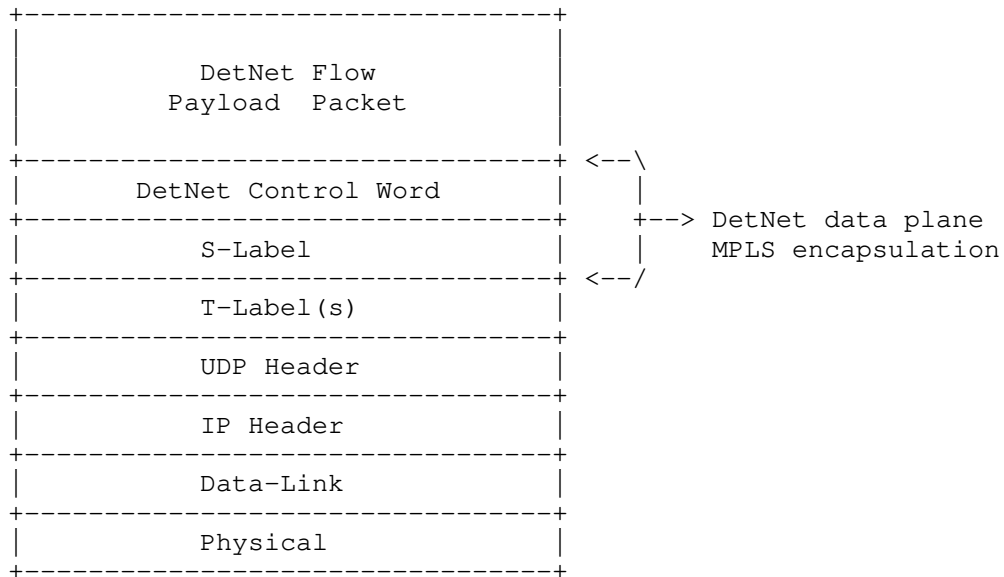 +---------------------------------+
|                                 |
|           DetNet Flow           |
|         Payload  Packet         |
|                                 |
+---------------------------------+ <--\
|       DetNet Control Word       |    |
+---------------------------------+    +--> DetNet data plane
|           S-Label               |    |    MPLS encapsulation
+---------------------------------+ <--/
|           T-Label(s)            |
+---------------------------------+
|           UDP Header            |
+---------------------------------+
|           IP Header             |
+---------------------------------+
|           Data-Link             |
+---------------------------------+
|           Physical              |
+---------------------------------+